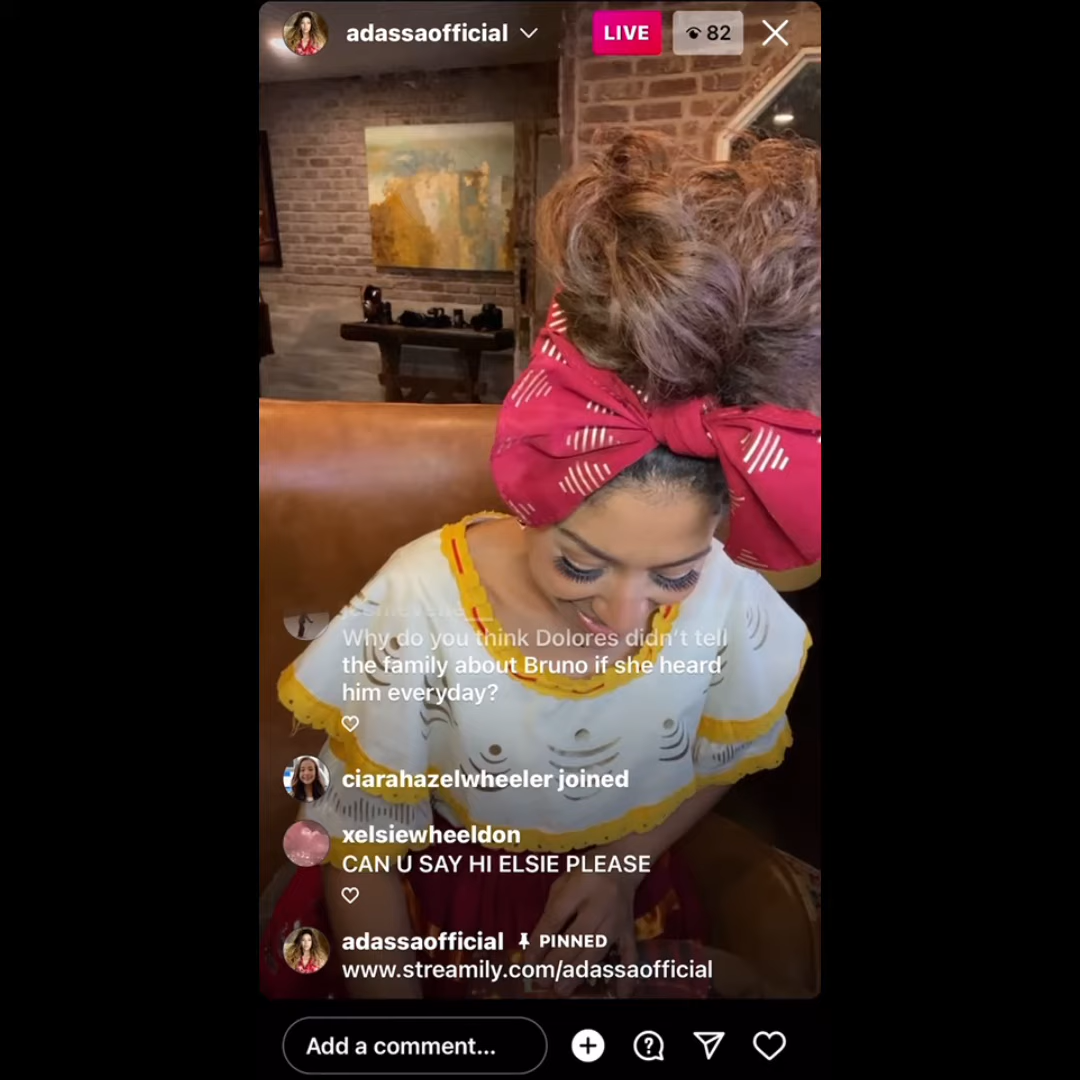 adassaofficial
LIVE
82
Why do you think Dolores didn't tell
the family about Bruno if she heard
him everyday?
ciarahazelwheeler joined
xelsiewheeldon
CAN U SAY HI ELSIE PLEASE
adassaofficial PINNED
www.streamily.com/adassaofficial
Add a comment...